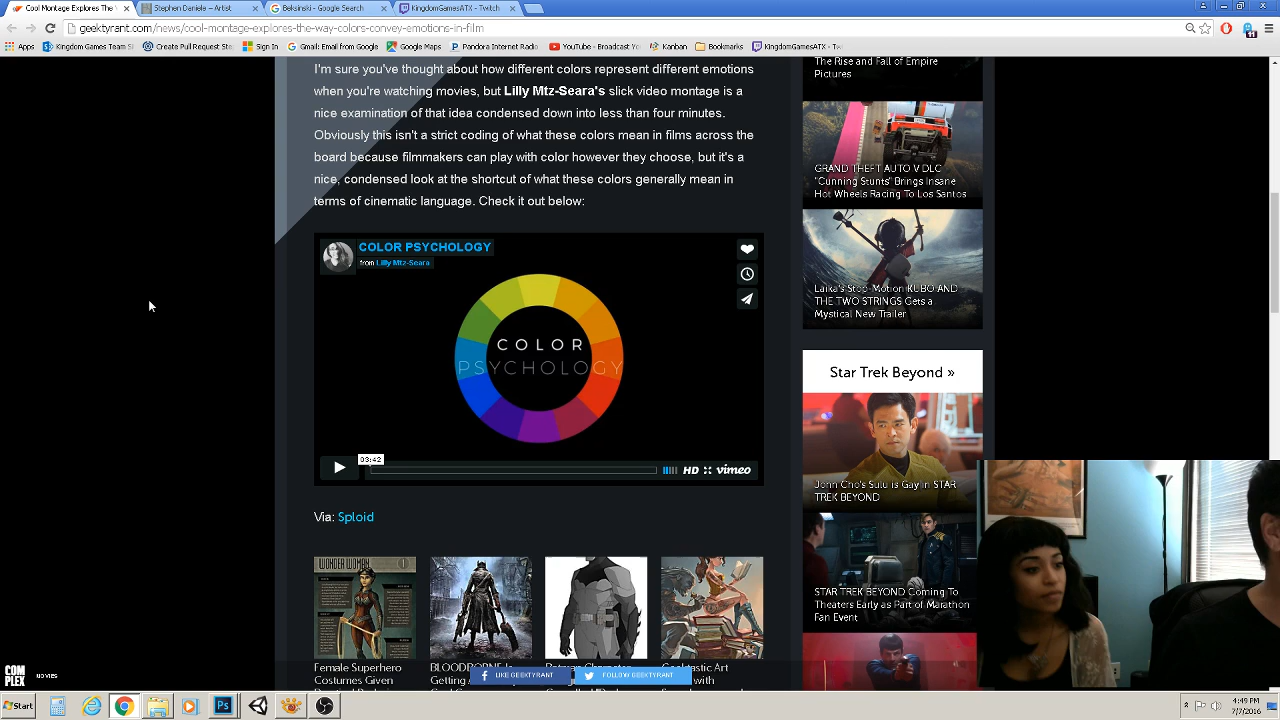 Cool Montage Explores The
Stephen Daniele – Artist
Beksinski - Google Search
KingdomGamesATX - Twitch
geektyrant.com/news/cool-montage-explores-the-way-colors-convey-emotions-in-film
Apps
Kingdom Games Team S
Create Pull Request
Sign In
Gmail: Email from Google
Google Maps
Pandora Internet Radio
YouTube - Broadcast Yo
Kanban
Bookmarks
KingdomGamesATX - Tw
I'm sure you've thought about how different colors represent different emotions
when you're watching movies, but Lilly Mtz-Seara's slick video montage is a
nice examination of that idea condensed down into less than four minutes.
Obviously this isn't a strict coding of what these colors mean in films across the
board because filmmakers can play with color however they choose, but it's a
nice, condensed look at the shortcut of what these colors generally mean in
terms of cinematic language. Check it out below:
COLOR PSYCHOLOGY
from Lilly Mtz-Seara
COLOR
PSYCHOLOGY
03:42
HD
vimeo
Via: Sploid
WONDER WOMAN
Female Superhero
Costumes Given
BLOODBORNE
Getting
Art
with
LIKE GEEKTYRANT
FOLLOW GEEKTYRANT
The Rise and Fall of Empire
Pictures
GRAND THEFT AUTO V DLC
"Cunning Stunts" Brings Insane
Hot Wheels Racing To Los Santos
Laika's Stop-Motion KUBO AND
THE TWO STRINGS Gets a
Mystical New Trailer
Star Trek Beyond »
John Cho's Sulu is Gay in STAR
TREK BEYOND
STAR TREK BEYOND Coming To
Theaters Early as Part of Marathon
Fan Event
COM
PLEX
MOVIES
Start
Ps
4:49 PM
7/7/2016